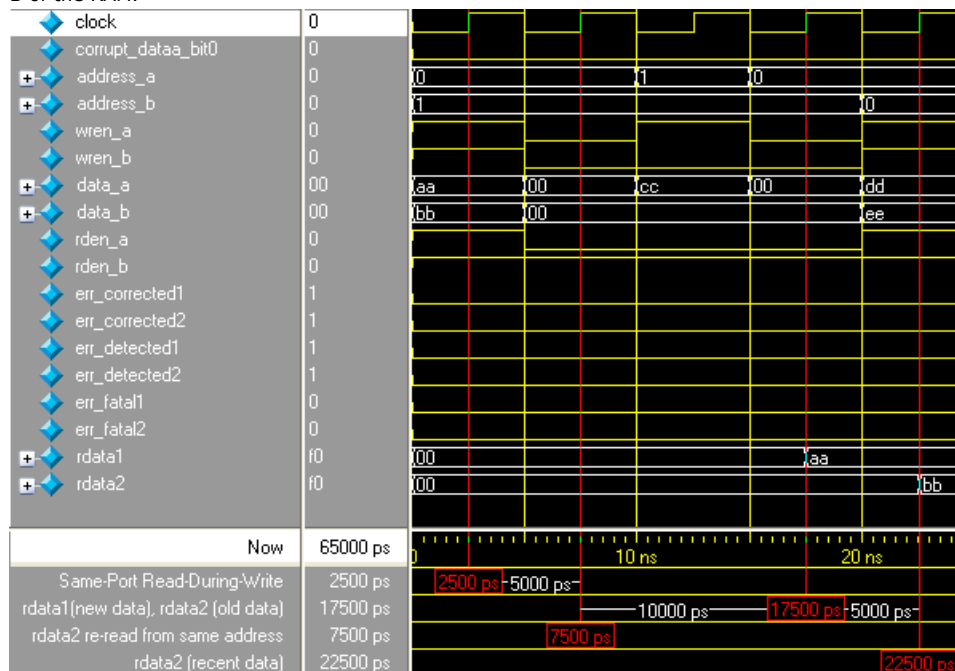 clock 0
corrupt_dataa_bit0 0
address_a 0 0 1 0
address_b 0 1 0
wren_a 0
wren_b 0
data_a 00 aa 00 cc 00 dd
data_b 00 bb 00 ee
rden_a 0
rden_b 0
err_corrected1 1
err_corrected2 1
err_detected1 1
err_detected2 1
err_fatal1 0
err_fatal2 0
rdata1 f0 00 aa
rdata2 f0 00 bb
Now 65000 ps 0 10 ns 20 ns
Same-Port Read-During-Write 2500 ps 2500 ps 5000 ps
rdata1(new data), rdata2 (old data) 17500 ps 10000 ps 17500 ps 5000 ps
rdata2 re-read from same address 7500 ps 7500 ps
rdata2 (recent data) 22500 ps 22500 ps